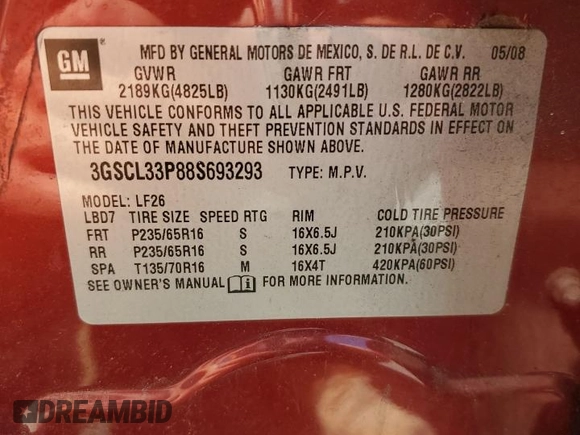 GM
MFD BY GENERAL MOTORS DE MEXICO, S. DE R.L. DE C.V. 05/08
GVWR GAWR FRT GAWR RR
2189KG(4825LB) 1130KG(2491LB) 1280KG(2822LB)
THIS VEHICLE CONFORMS TO ALL APPLICABLE U.S. FEDERAL MOTOR
VEHICLE SAFETY AND THEFT PREVENTION STANDARDS IN EFFECT ON
THE DATE OF MANUFACTURE SHOWN ABOVE.
3GSCL33P88S693293 TYPE: M.P.V.
MODEL: LF26
LBD7 TIRE SIZE SPEED RTG RIM COLD TIRE PRESSURE
FRT P235/65R16 S 16X6.5J 210KPA(30PSI)
RR P235/65R16 S 16X6.5J 210KPA(30PSI)
SPA T135/70R16 M 16X4T 420KPA(60PSI)
SEE OWNER'S MANUAL i FOR MORE INFORMATION.
DREAMBID